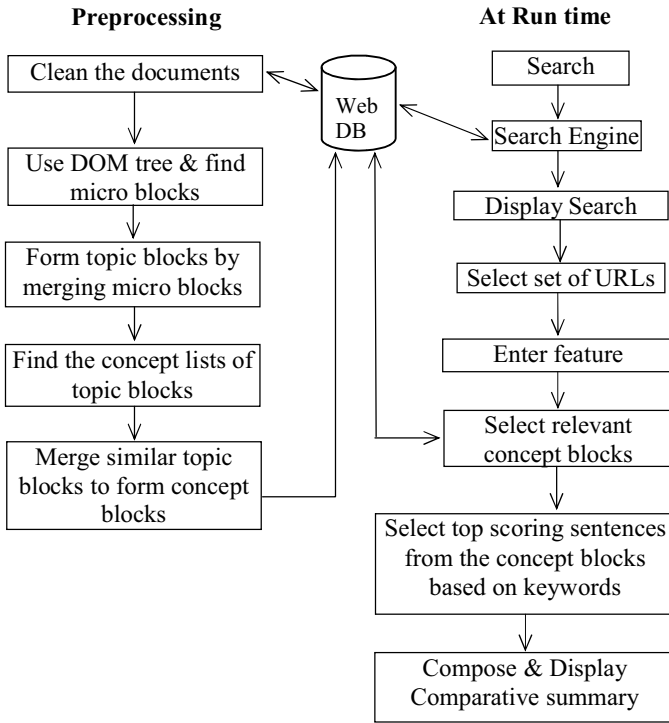 Preprocessing
Clean the documents
Use DOM tree & find
micro blocks
Form topic blocks by
merging micro blocks
Find the concept lists of
topic blocks
Merge similar topic
blocks to form concept
blocks
Web
DB
At Run time
Search
Search Engine
Display Search
Select set of URLs
Enter feature
Select relevant
concept blocks
Select top scoring sentences
from the concept blocks
based on keywords
Compose & Display
Comparative summary